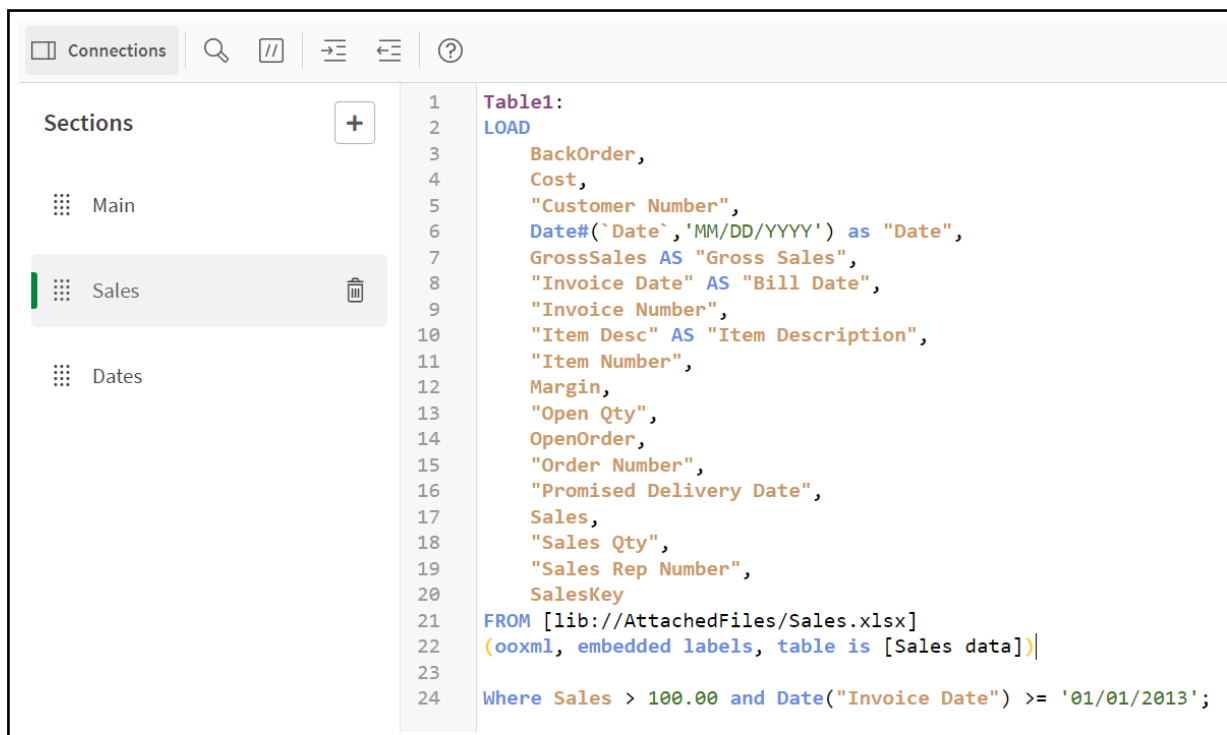 Connections
Sections
+
Main
Sales
Dates
1 Table1:
2 LOAD
3 BackOrder,
4 Cost,
5 "Customer Number",
6 Date#(`Date`,'MM/DD/YYYY') as "Date",
7 GrossSales AS "Gross Sales",
8 "Invoice Date" AS "Bill Date",
9 "Invoice Number",
10 "Item Desc" AS "Item Description",
11 "Item Number",
12 Margin,
13 "Open Qty",
14 OpenOrder,
15 "Order Number",
16 "Promised Delivery Date",
17 Sales,
18 "Sales Qty",
19 "Sales Rep Number",
20 SalesKey
21 FROM [lib://AttachedFiles/Sales.xlsx]
22 (ooxml, embedded labels, table is [Sales data])
23
24 Where Sales > 100.00 and Date("Invoice Date") >= '01/01/2013';